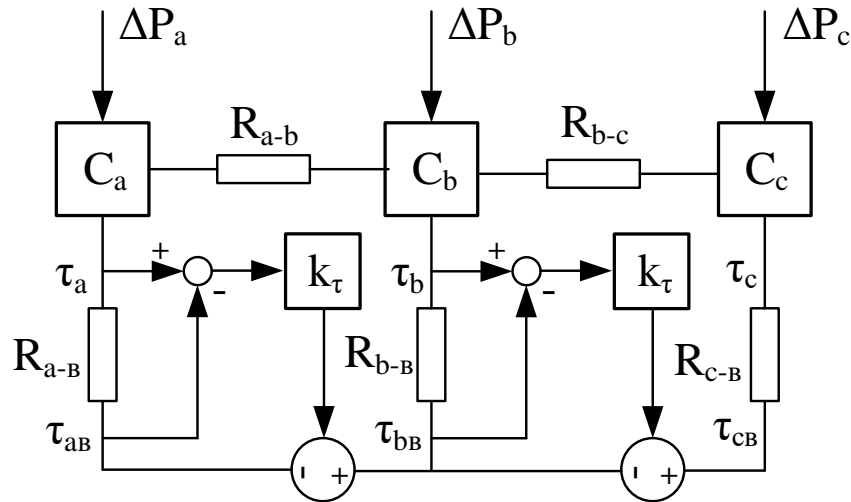 ΔPa ΔPb ΔPc
Ra-b Rb-c
Ca Cb Cc
+ - kτ + - kτ
τa τb τc
Ra-в Rb-в Rc-в
τaв τbв τcв
- + - +